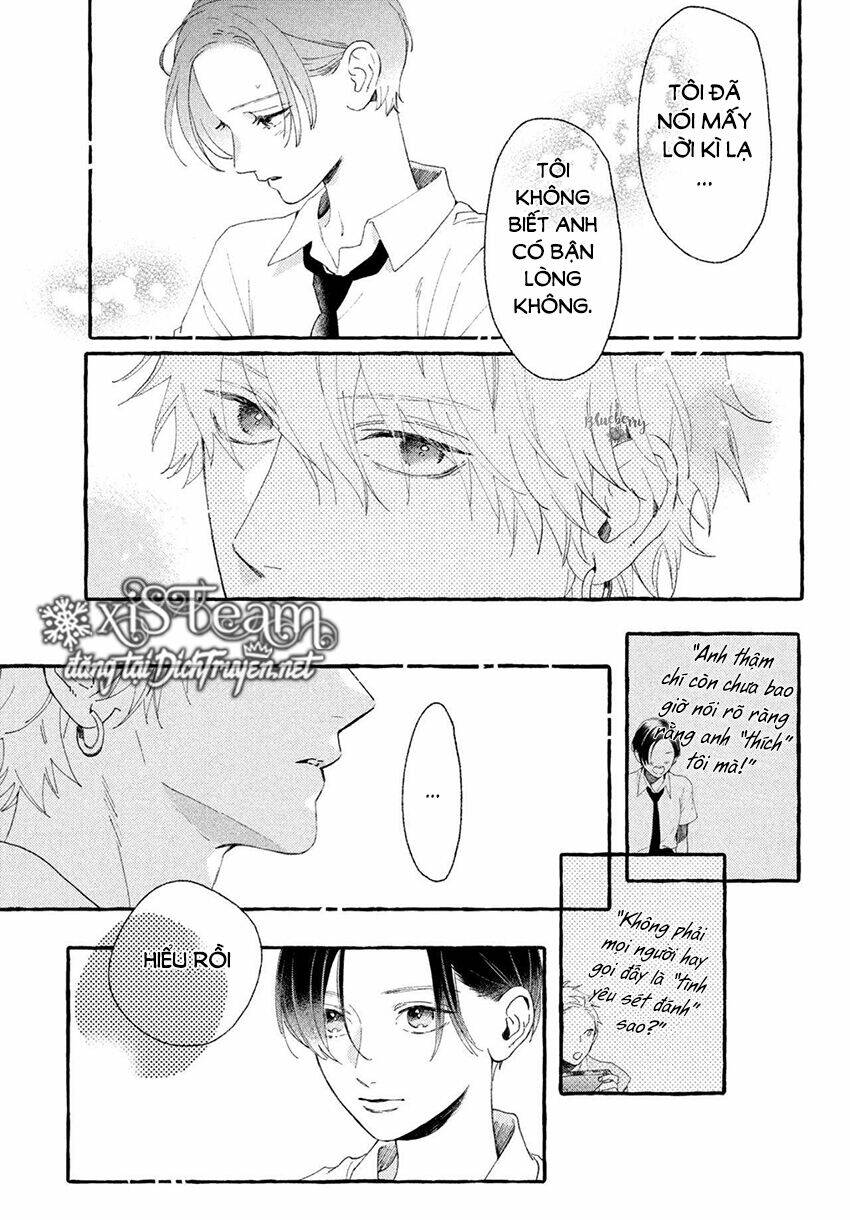 TÔI ĐÃ
NÓI MẤY
LỜI KÌ LẠ
...
TÔI
KHÔNG
BIẾT ANH
CÓ BẬN
LÒNG
KHÔNG.
Blueberry
xiSTeam
đăng tại DichTruyen.net
"Anh thậm
chí còn chưa bao
giờ nói rõ ràng
rằng anh "thích"
tôi mà!"
...
"Không phải
mọi người hay
gọi đấy là "tình
yêu sét đánh"
sao?"
HIỂU RỒI